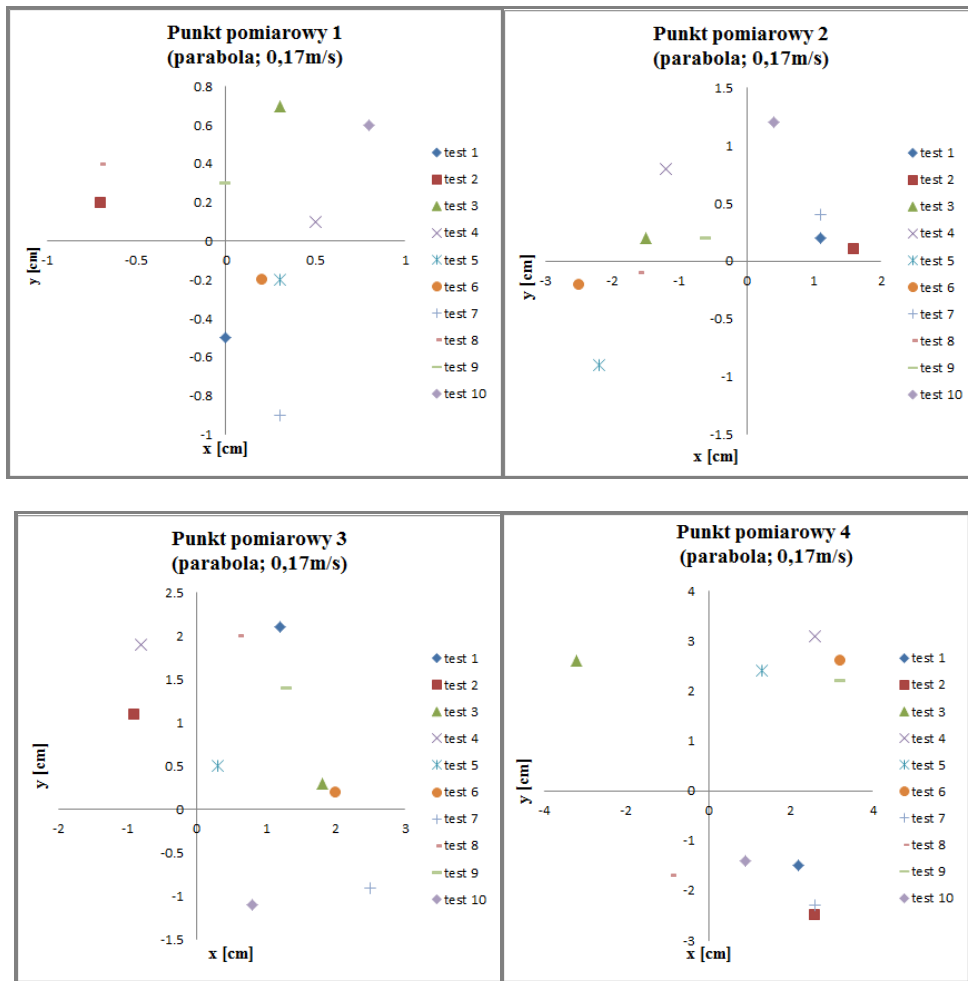 Punkt pomiarowy 1
(parabola; 0,17m/s)
0.8
0.6
0.4
0.2
0
-0.2
-0.4
-0.6
-0.8
-1
-1
-0.5
0
0.5
1
y [cm]
x [cm]
test 1
test 2
test 3
test 4
test 5
test 6
test 7
test 8
test 9
test 10
Punkt pomiarowy 2
(parabola; 0,17m/s)
1.5
1
0.5
0
-0.5
-1
-1.5
-3
-2
-1
0
1
2
y [cm]
x [cm]
test 1
test 2
test 3
test 4
test 5
test 6
test 7
test 8
test 9
test 10
Punkt pomiarowy 3
(parabola; 0,17m/s)
2.5
2
1.5
1
0.5
0
-0.5
-1
-1.5
-2
-1
0
1
2
3
y [cm]
x [cm]
test 1
test 2
test 3
test 4
test 5
test 6
test 7
test 8
test 9
test 10
Punkt pomiarowy 4
(parabola; 0,17m/s)
4
3
2
1
0
-1
-2
-3
-4
-2
0
2
4
y [cm]
x [cm]
test 1
test 2
test 3
test 4
test 5
test 6
test 7
test 8
test 9
test 10